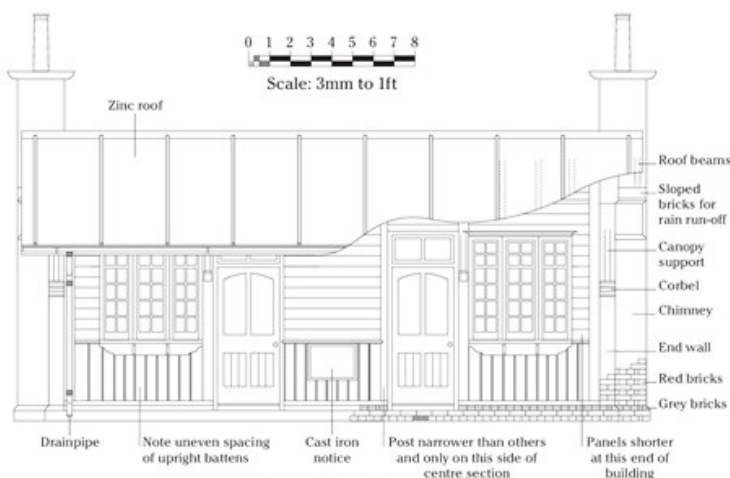 0 1 2 3 4 5 6 7 8
Scale: 3mm to 1ft
Zinc roof
Roof beams
Sloped
bricks for
rain run-off
Canopy
support
Corbel
Chimney
End wall
Red bricks
Grey bricks
Drainpipe
Note uneven spacing
of upright battens
Cast iron
notice
Post narrower than others
and only on this side of
centre section
Panels shorter
at this end of
building